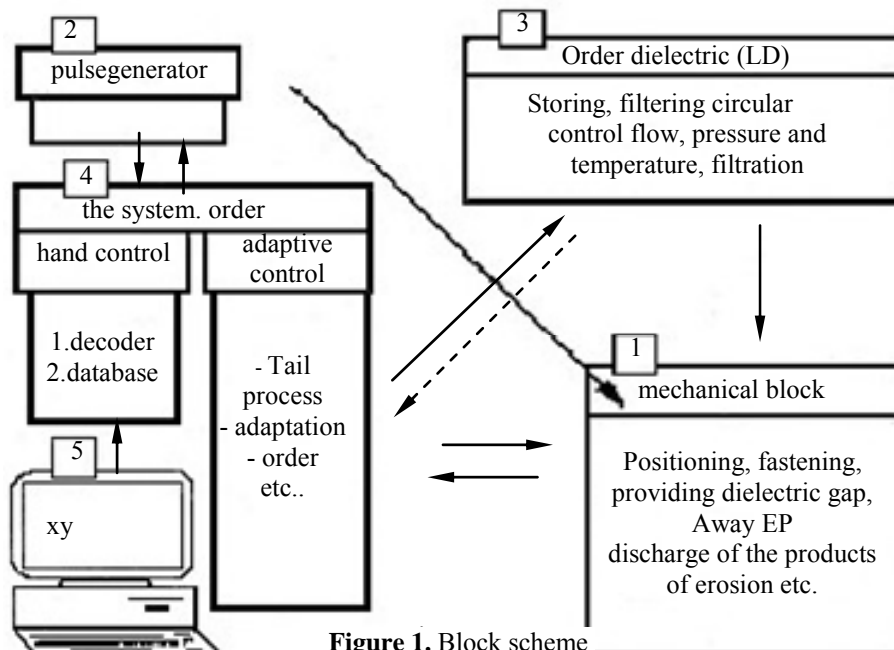 2
pulsegenerator
3
Order dielectric (LD)
Storing, filtering circular
control flow, pressure and
temperature, filtration
4
the system. order
hand control
adaptive
control
1.decoder
2.database
- Tail
process
- adaptation
- order
etc..
5
xy
1
mechanical block
Positioning, fastening,
providing dielectric gap,
Away EP
discharge of the products
of erosion etc.
Figure 1. Block scheme